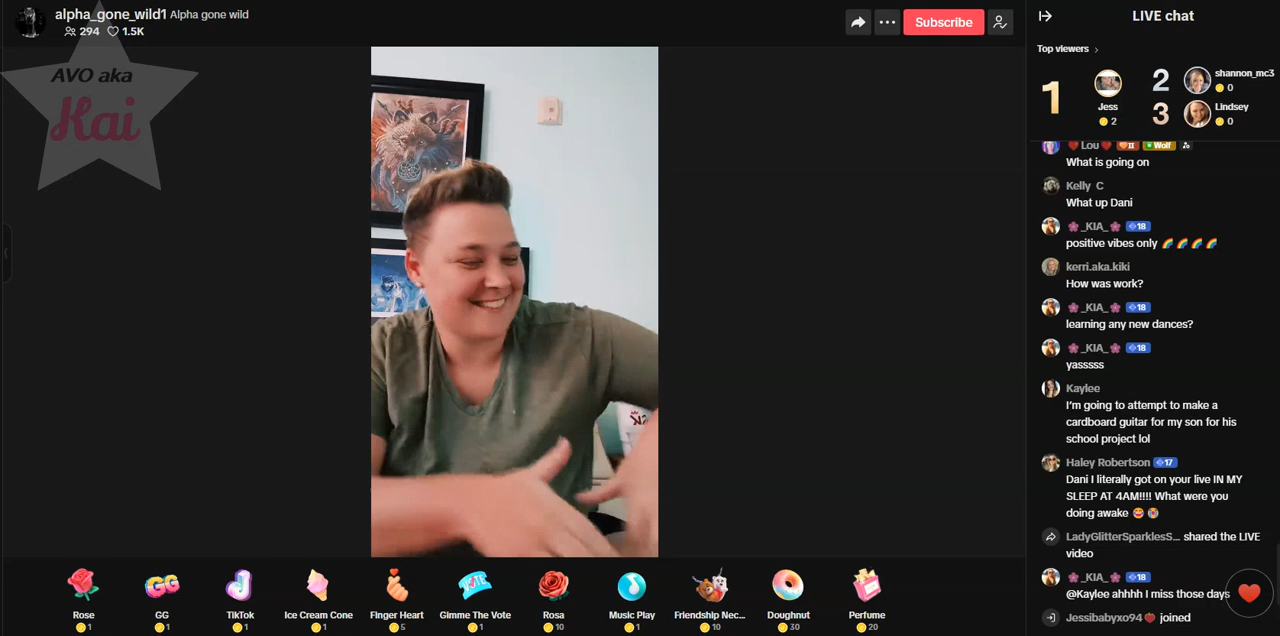 alpha_gone_wild1 Alpha gone wild
294 1.5K
Subscribe
AVO aka
Kai
LIVE chat
Top viewers >
1
Jess
2
2
shannon_mc3
0
3
Lindsey
0
Lou II Wolf
What is going on
Kelly C
What up Dani
_KIA_ 18
positive vibes only 🌈🌈🌈🌈
kerri.aka.kiki
How was work?
_KIA_ 18
learning any new dances?
_KIA_ 18
yasssss
Kaylee
I'm going to attempt to make a
cardboard guitar for my son for his
school project lol
Haley Robertson 17
Dani I literally got on your live IN MY
SLEEP AT 4AM!!!! What were you
doing awake
LadyGlitterSparklesS... shared the LIVE
video
_KIA_ 18
@Kaylee ahhhh I miss those days
Jessibabyxo94 joined
GG
VOTE
Rose GG TikTok Ice Cream Cone Finger Heart Gimme The Vote Rosa Music Play Friendship Nec... Doughnut Perfume
1 1 1 1 5 1 10 1 10 30 20